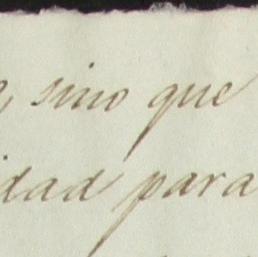 , sino que
idad para